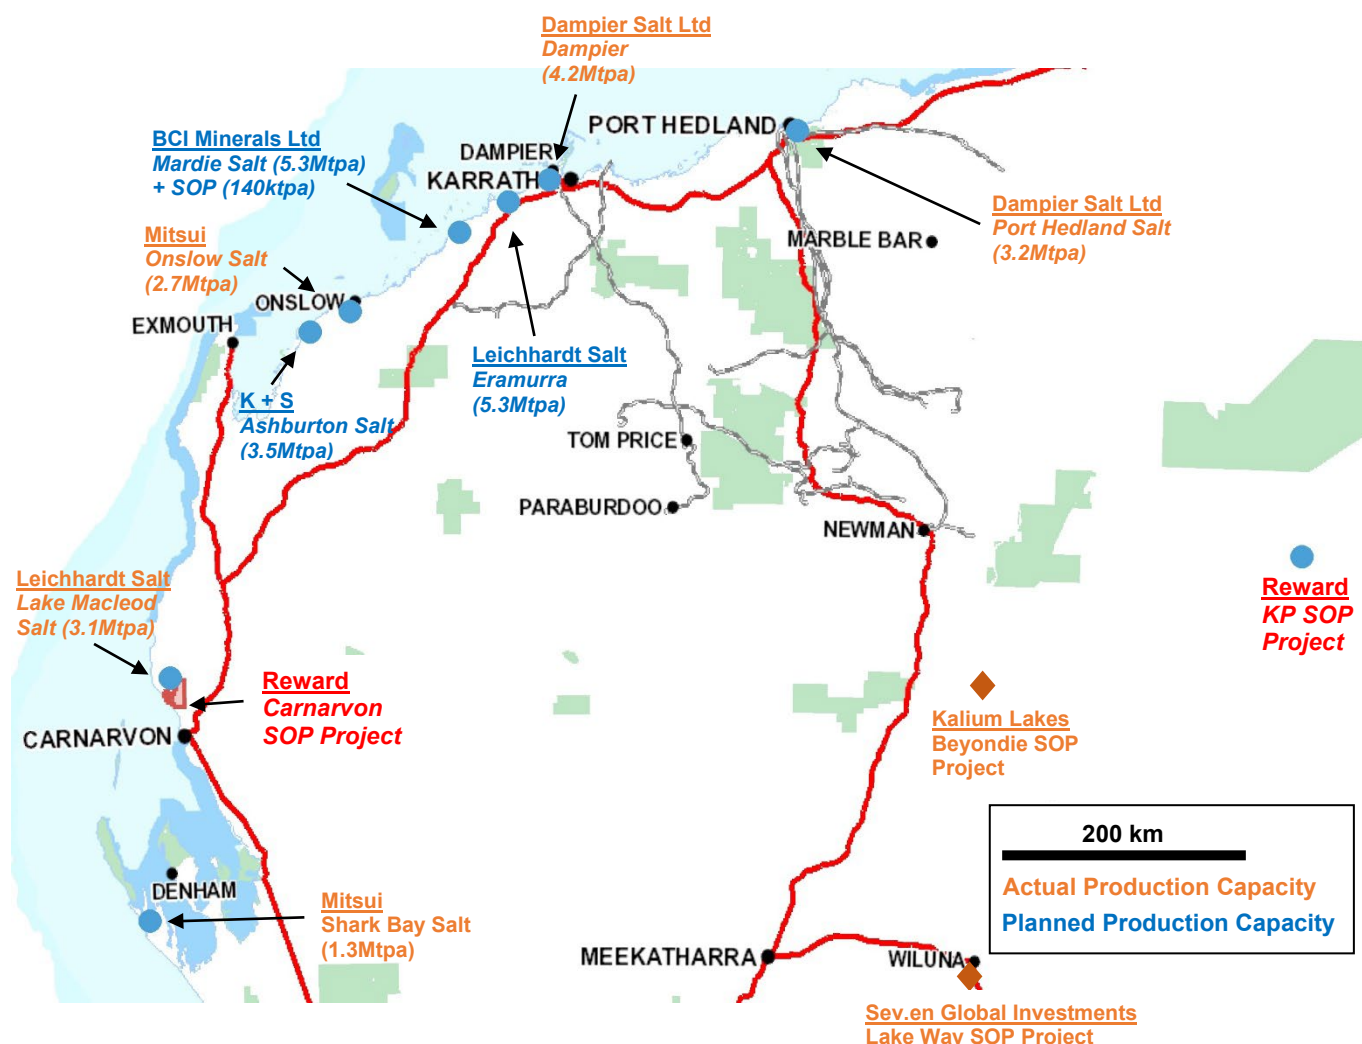 Dampier Salt Ltd
Dampier
(4.2Mtpa)
PORT HEDLAND
BCI Minerals Ltd
Mardie Salt (5.3Mtpa)
+ SOP (140ktpa)
DAMPIER
KARRATH
Dampier Salt Ltd
Port Hedland Salt
(3.2Mtpa)
MARBLE BAR
Mitsui
Onslow Salt
(2.7Mtpa)
ONSLOW
EXMOUTH
Leichhardt Salt
Eramurra
(5.3Mtpa)
K + S
Ashburton Salt
(3.5Mtpa)
TOM PRICE
PARABURDOO
NEWMAN
Leichhardt Salt
Lake Macleod
Salt (3.1Mtpa)
Reward
KP SOP
Project
Reward
Carnarvon
SOP Project
CARNARVON
Kalium Lakes
Beyondie SOP
Project
200 km
Actual Production Capacity
Planned Production Capacity
DENHAM
Mitsui
Shark Bay Salt
(1.3Mtpa)
MEEKATHARRA
WILUNA
Sev.en Global Investments
Lake Way SOP Project